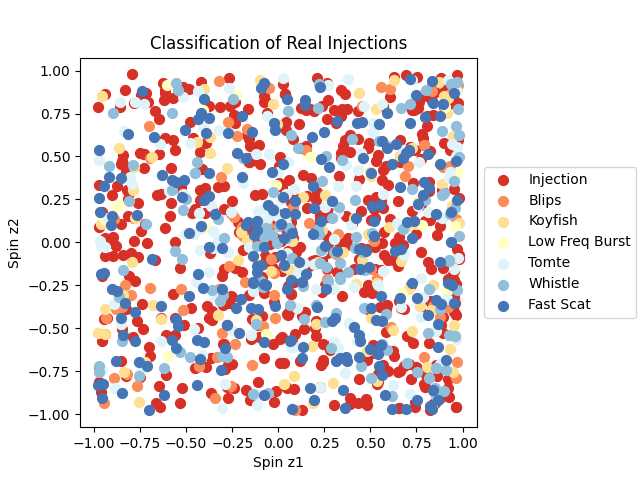 Classification of Real Injections
1.00
0.75
0.50
0.25
0.00
−0.25
−0.50
−0.75
−1.00
Spin z2
−1.00 −0.75 −0.50 −0.25 0.00 0.25 0.50 0.75 1.00
Spin z1
Injection
Blips
Koyfish
Low Freq Burst
Tomte
Whistle
Fast Scat